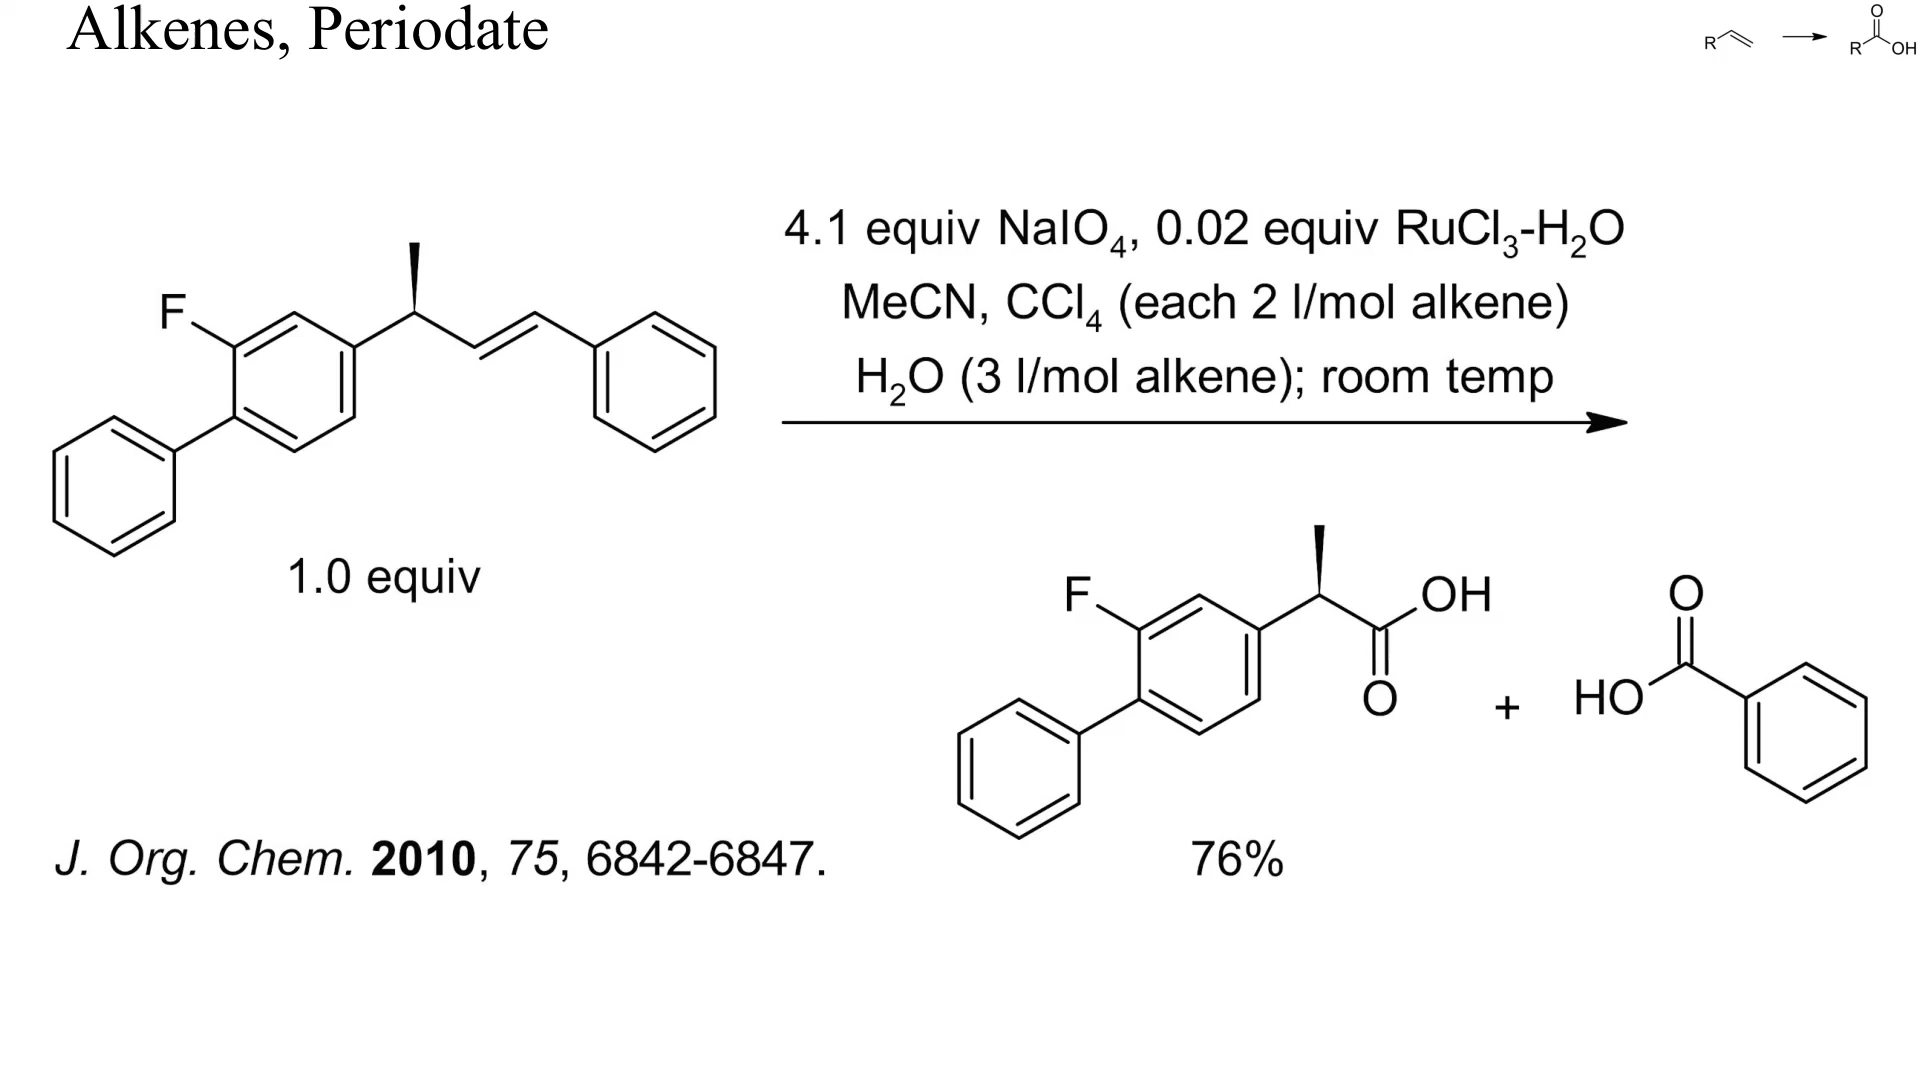 Alkenes, Periodate
R
R
O
OH
4.1 equiv NaIO4, 0.02 equiv RuCl3-H2O
MeCN, CCl4 (each 2 l/mol alkene)
H2O (3 l/mol alkene); room temp
F
1.0 equiv
F
OH
O
+
O
HO
76%
J. Org. Chem. 2010, 75, 6842-6847.